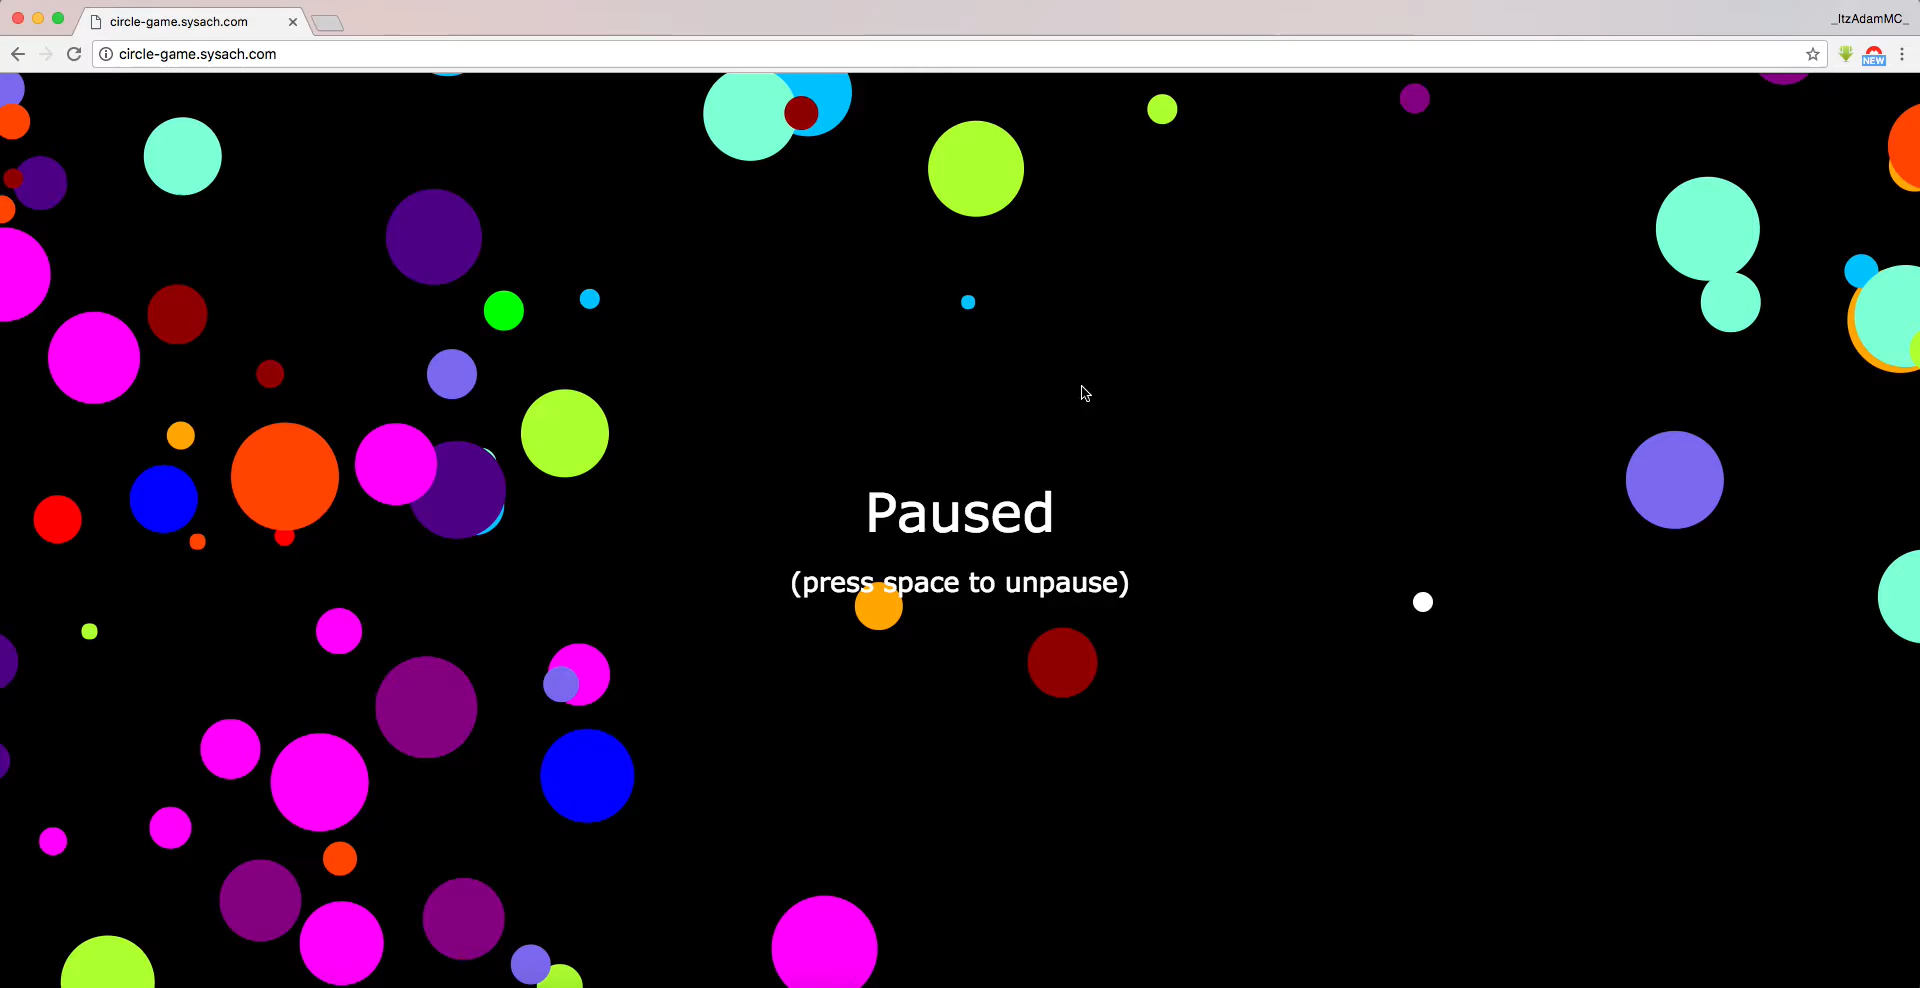 circle-game.sysach.com
_ItzAdamMC_
circle-game.sysach.com
NEW
Paused
(press space to unpause)